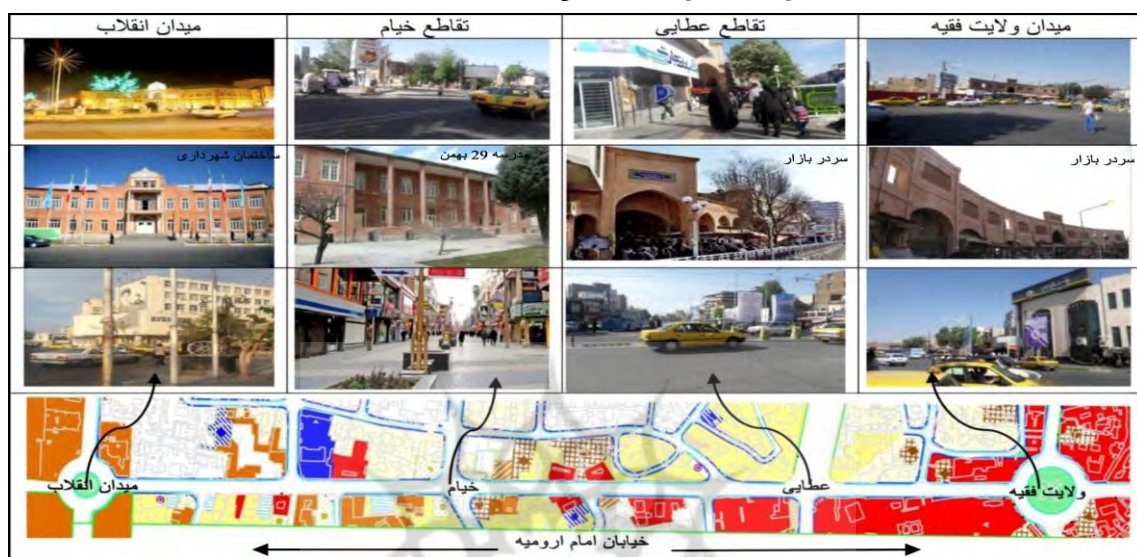 میدان ولایت فقیه
تقاطع عطایی
تقاطع خیام
میدان انقلاب
سردر بازار
سردر بازار
مدرسه 29 بهمن
ساختمان شهرداری
ولایت فقیه
عطایی
خیام
میدان انقلاب
خیابان امام ارومیه